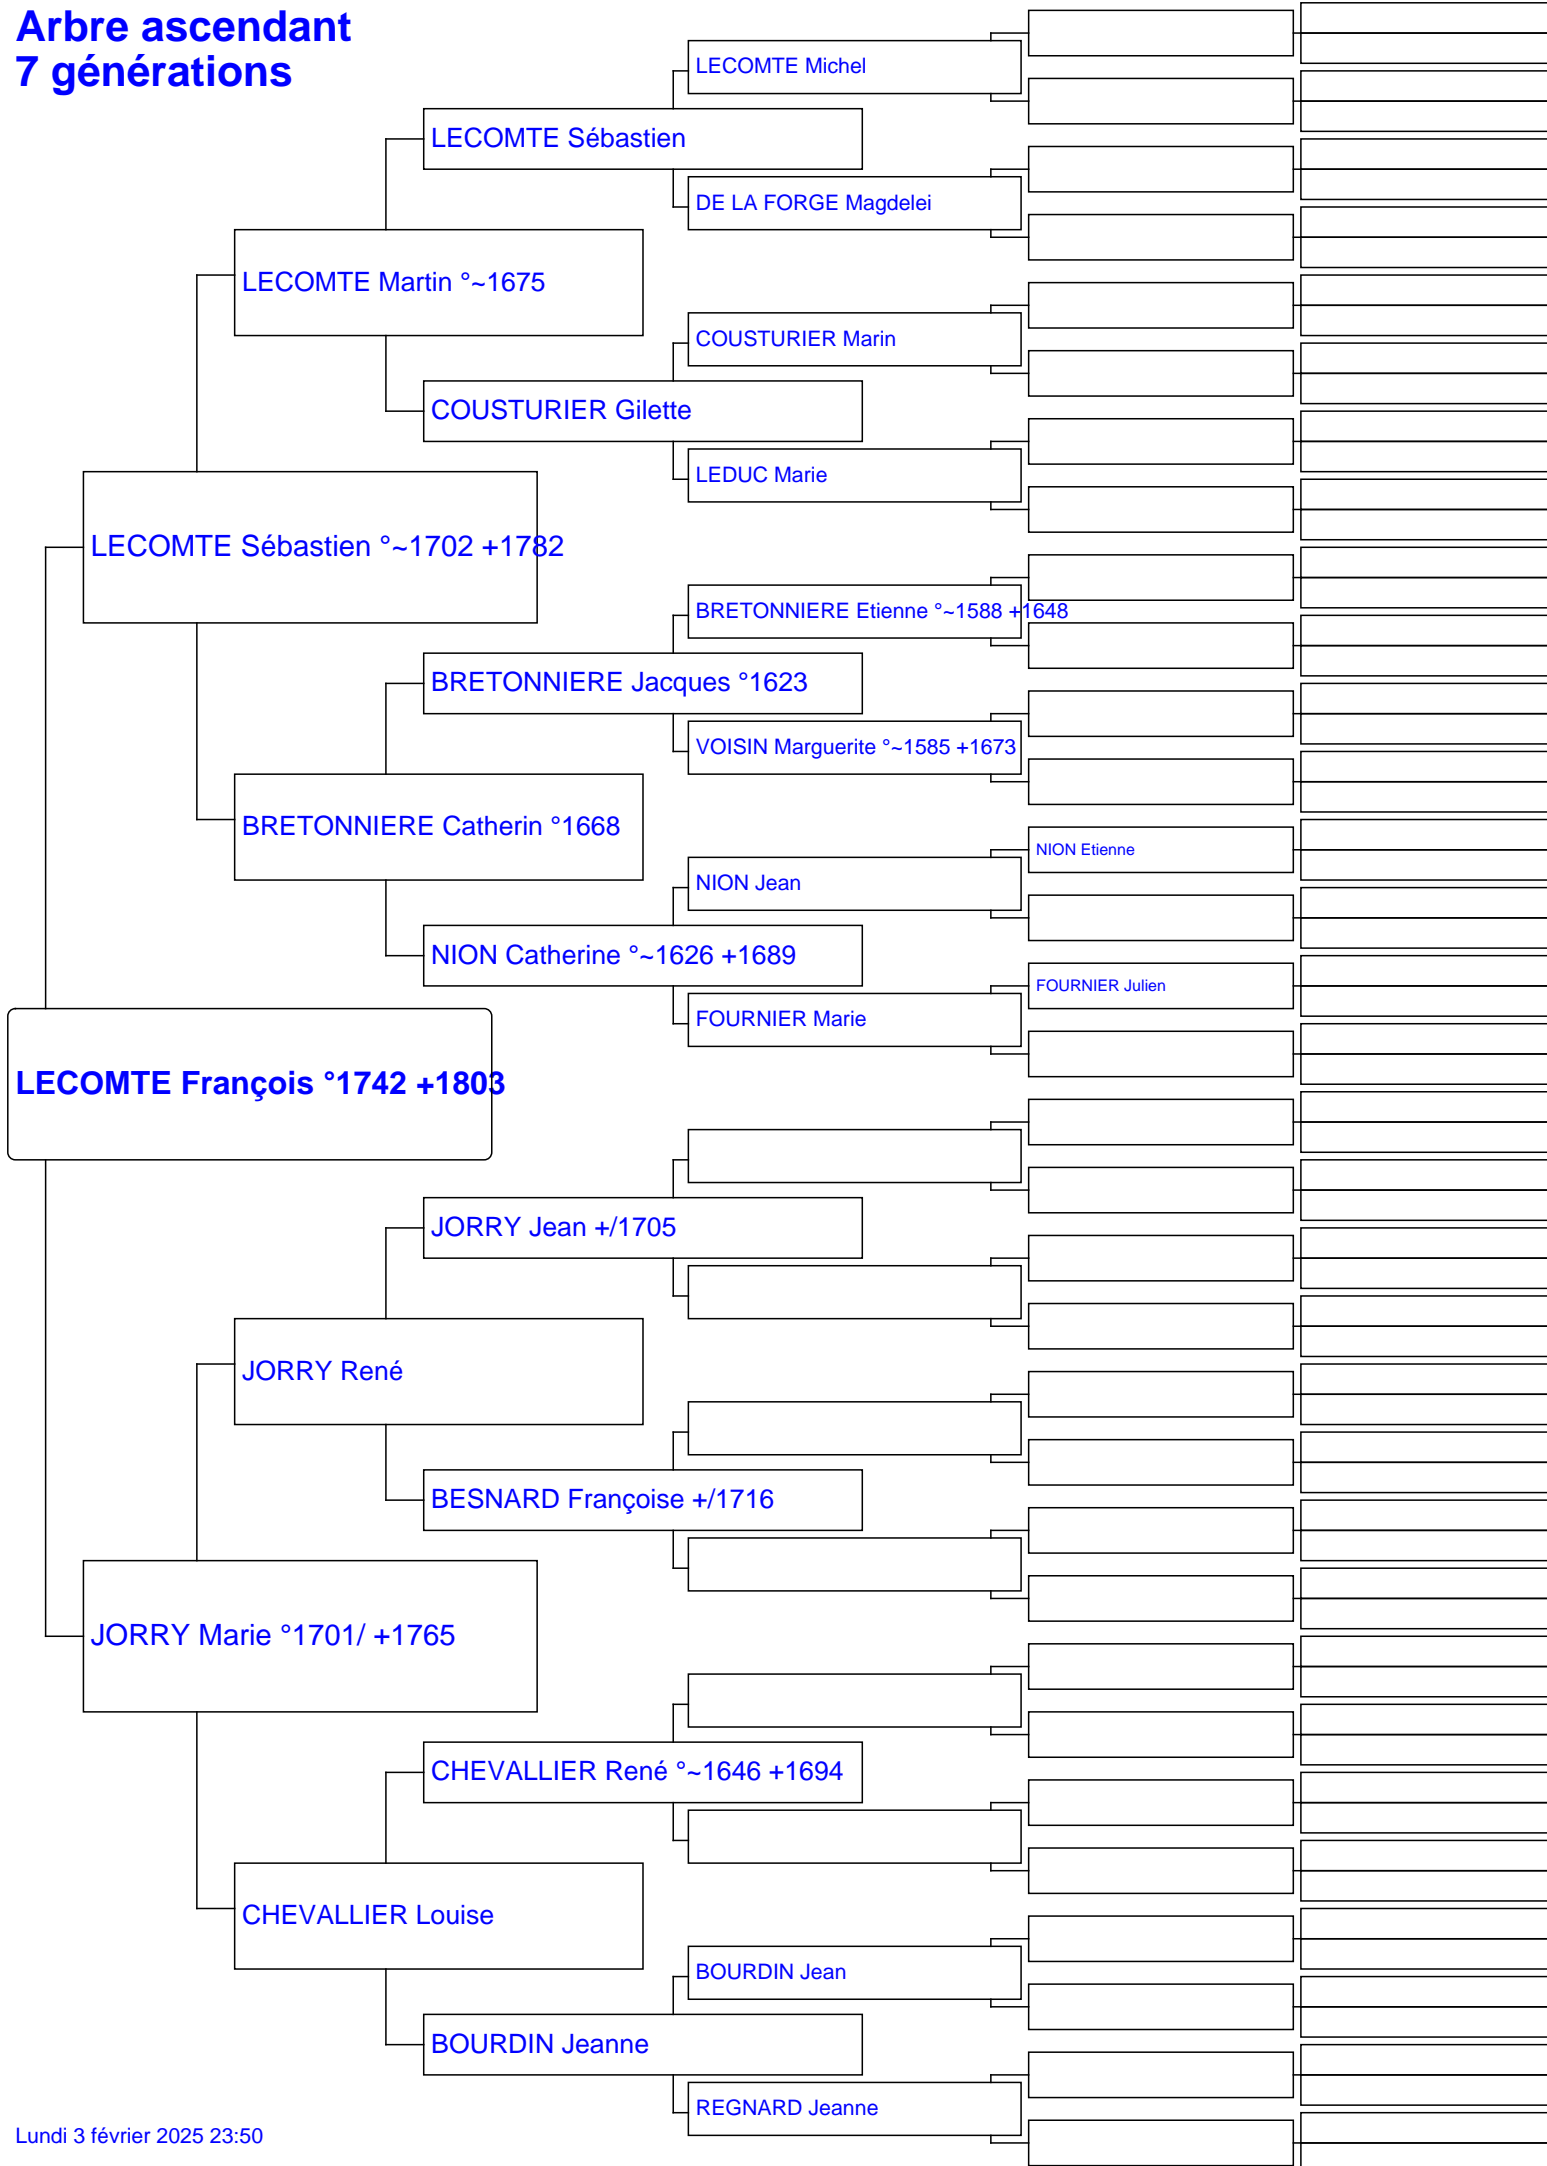 Arbre ascendant
7 générations
LECOMTE Michel
LECOMTE Sébastien
DE LA FORGE Magdelei
LECOMTE Martin °~1675
COUSTURIER Marin
COUSTURIER Gilette
LEDUC Marie
LECOMTE Sébastien °~1702 +1782
BRETONNIERE Etienne °~1588 +1648
BRETONNIERE Jacques °1623
VOISIN Marguerite °~1585 +1673
BRETONNIERE Catherin °1668
NION Etienne
NION Jean
NION Catherine °~1626 +1689
FOURNIER Julien
FOURNIER Marie
LECOMTE François °1742 +1803
JORRY Jean +/1705
JORRY René
BESNARD Françoise +/1716
JORRY Marie °1701/ +1765
CHEVALLIER René °~1646 +1694
CHEVALLIER Louise
BOURDIN Jean
BOURDIN Jeanne
REGNARD Jeanne
Lundi 3 février 2025 23:50